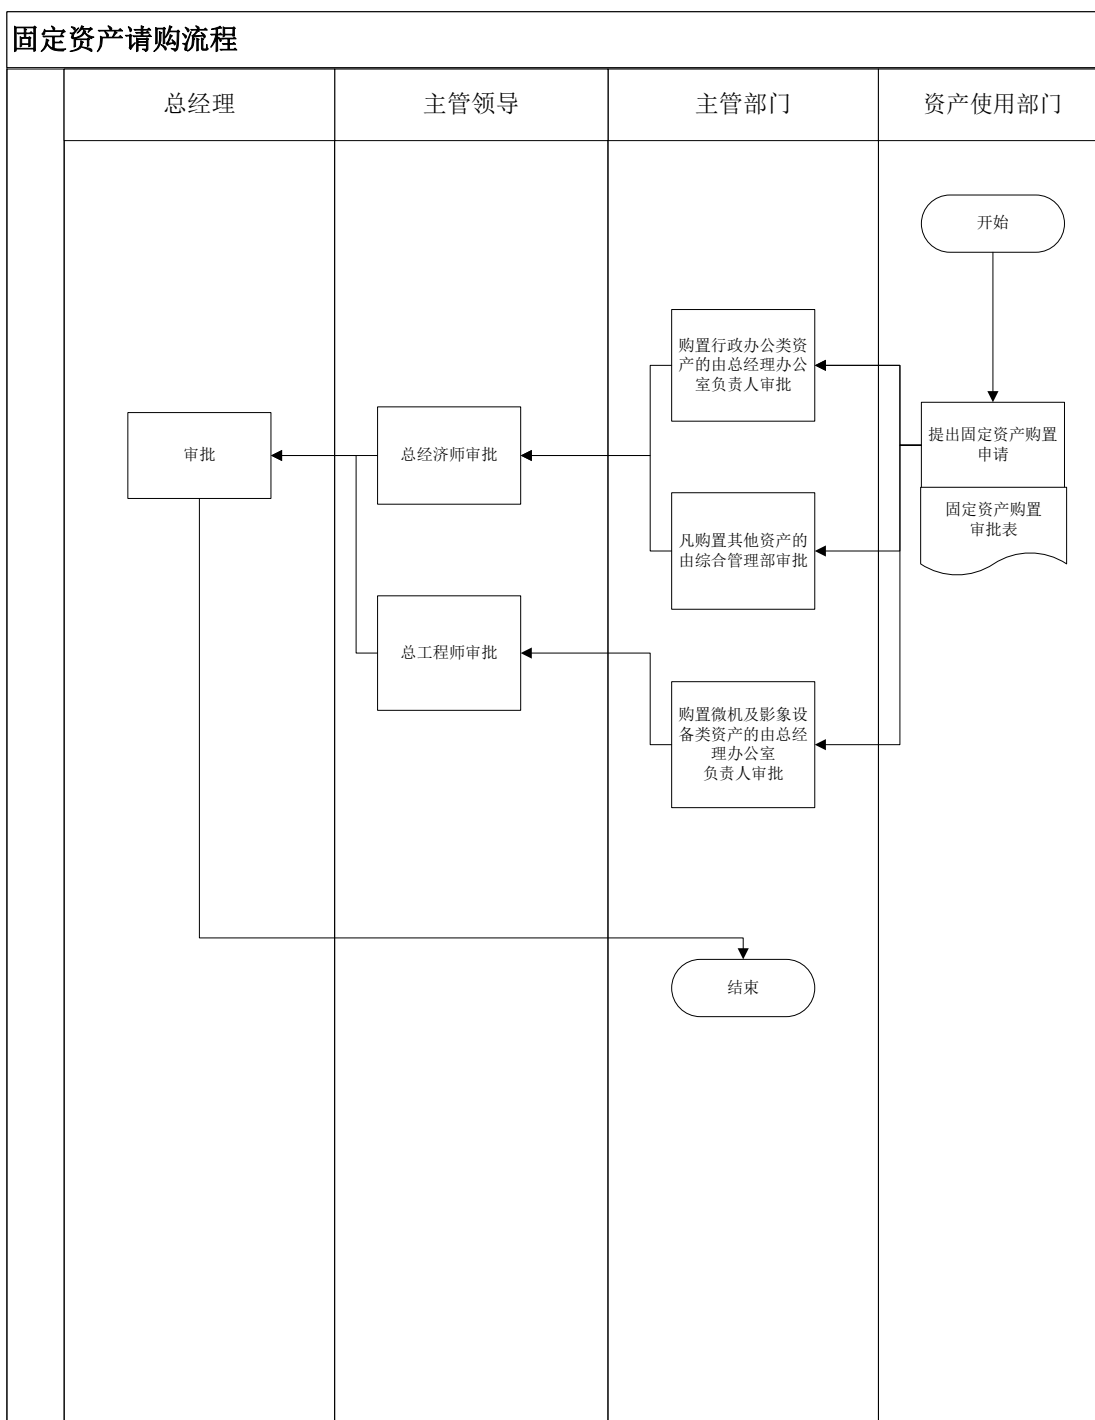 固定资产请购流程
总经理
主管领导
主管部门
资产使用部门
开始
购置行政办公类资
产的由总经理办公
室负责人审批
提出固定资产购置
申请
固定资产购置
审批表
审批
总经济师审批
凡购置其他资产的
由综合管理部审批
总工程师审批
购置微机及影象设
备类资产的由总经
理办公室
负责人审批
结束